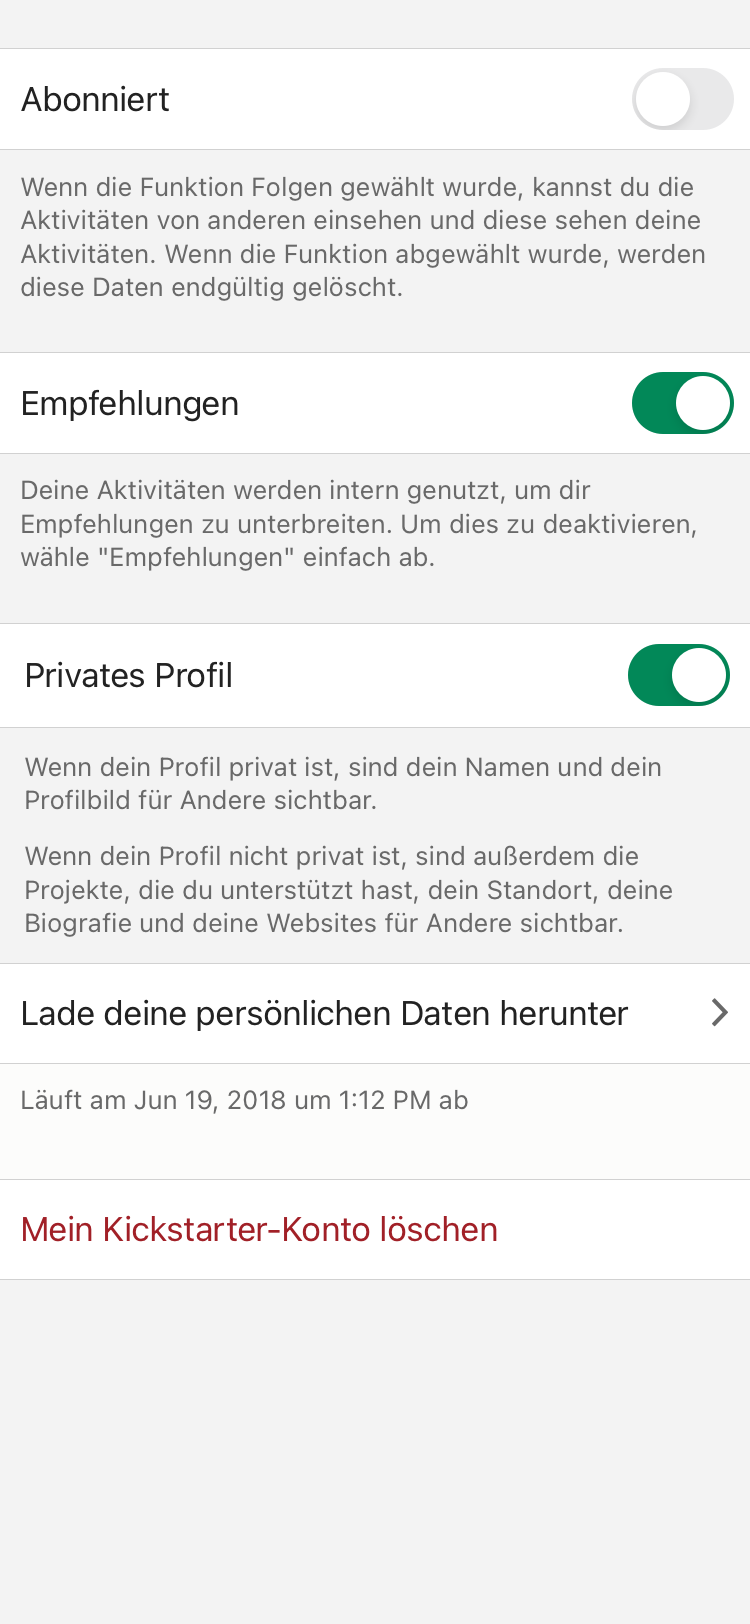 Abonniert
Wenn die Funktion Folgen gewählt wurde, kannst du die
Aktivitäten von anderen einsehen und diese sehen deine
Aktivitäten. Wenn die Funktion abgewählt wurde, werden
diese Daten endgültig gelöscht.
Empfehlungen
Deine Aktivitäten werden intern genutzt, um dir
Empfehlungen zu unterbreiten. Um dies zu deaktivieren,
wähle "Empfehlungen" einfach ab.
Privates Profil
Wenn dein Profil privat ist, sind dein Namen und dein
Profilbild für Andere sichtbar.
Wenn dein Profil nicht privat ist, sind außerdem die
Projekte, die du unterstützt hast, dein Standort, deine
Biografie und deine Websites für Andere sichtbar.
Lade deine persönlichen Daten herunter
Läuft am Jun 19, 2018 um 1:12 PM ab
Mein Kickstarter-Konto löschen